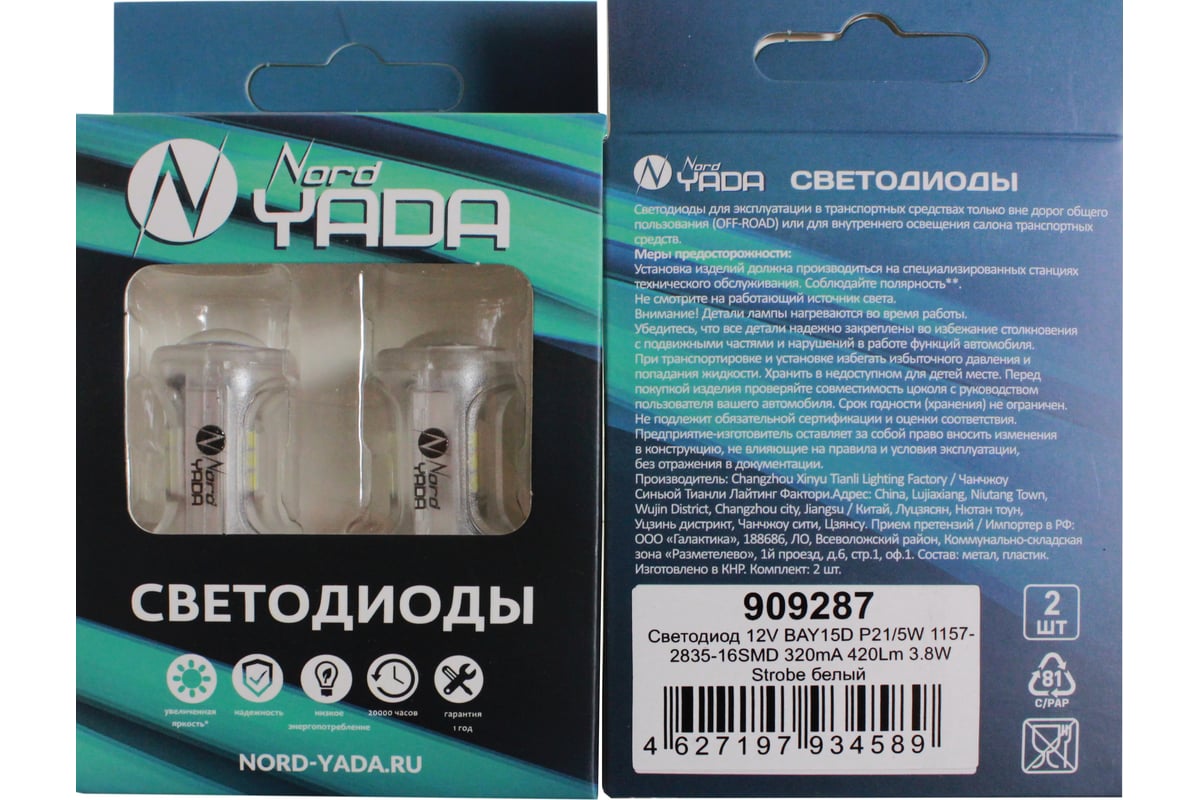 Nord
YADA
Nord
YADA
Nord
YADA
СВЕТОДИОДЫ
увеличенная
яркость*
надежность
низкое
энергопотребление
20000 часов
гарантия
1 год
NORD-YADA.RU
Nord
YADA СВЕТОДИОДЫ
Светодиоды для эксплуатации в транспортных средствах только вне дорог общего
пользования (OFF-ROAD) или для внутреннего освещения салона транспортных
средств.
Меры предосторожности:
Установка изделий должна производиться на специализированных станциях
технического обслуживания. Соблюдайте полярность**.
Не смотрите на работающий источник света.
Внимание! Детали лампы нагреваются во время работы.
Убедитесь, что все детали надежно закреплены во избежание столкновения
с подвижными частями и нарушений в работе функций автомобиля.
При транспортировке и установке избегать избыточного давления и
попадания жидкости. Хранить в недоступном для детей месте. Перед
покупкой изделия проверяйте совместимость цоколя с руководством
пользователя вашего автомобиля. Срок годности (хранения) не ограничен.
Не подлежит обязательной сертификации и оценки соответствия.
Предприятие-изготовитель оставляет за собой право вносить изменения
в конструкцию, не влияющие на правила и условия эксплуатации,
без отражения в документации.
Производитель: Changzhou Xinyu Tianli Lighting Factory / Чанчжоу
Синьюй Тианли Лайтинг Фактори.Адрес: China, Lujiaxiang, Niutang Town,
Wujin District, Changzhou city, Jiangsu / Китай, Луцзясян, Нютан тоун,
Уцзинь дистрикт, Чанчжоу сити, Цзянсу. Прием претензий / Импортер в РФ:
ООО «Галактика», 188686, ЛО, Всеволожский район, Коммунально-складская
зона «Разметелево», 1й проезд, д.6, стр.1, оф.1. Состав: метал, пластик.
Изготовлено в КНР. Комплект: 2 шт.
909287
Светодиод 12V BAY15D P21/5W 1157-
2835-16SMD 320mA 420Lm 3.8W
Strobe белый
4 627197 934589
2
ШТ
81
C/PAP